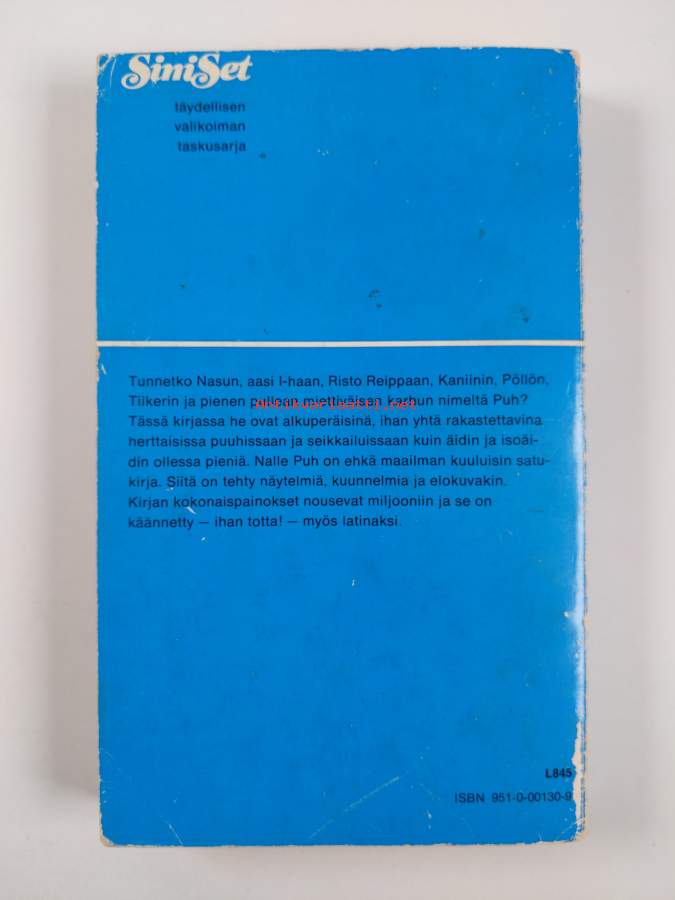 SiniSet
täydellisen
valikoiman
taskusarja
Tunnetko Nasun, aasi I-haan, Risto Reippaan, Kaniinin, Pöllön,
Tiikerin ja pienen pullean miettiväisen karhun nimeltä Puh?
antikvariaatti.net
Tässä kirjassa he ovat alkuperäisinä, ihan yhtä rakastettavina
herttaisissa puuhissaan ja seikkailuissaan kuin äidin ja isoäi-
din ollessa pieniä. Nalle Puh on ehkä maailman kuuluisin satu-
kirja. Siitä on tehty näytelmiä, kuunnelmia ja elokuvakin.
Kirjan kokonaispainokset nousevat miljooniin ja se on
käännetty – ihan totta! – myös latinaksi.
L845
ISBN 951-0-00130-9